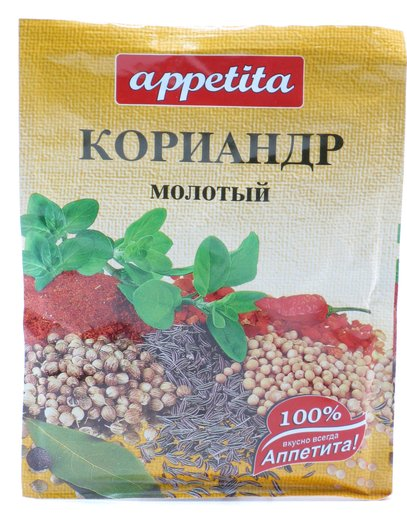 appetita
КОРИАНДР
МОЛОТЫЙ
100%
вкусно всегда
Аппетита!